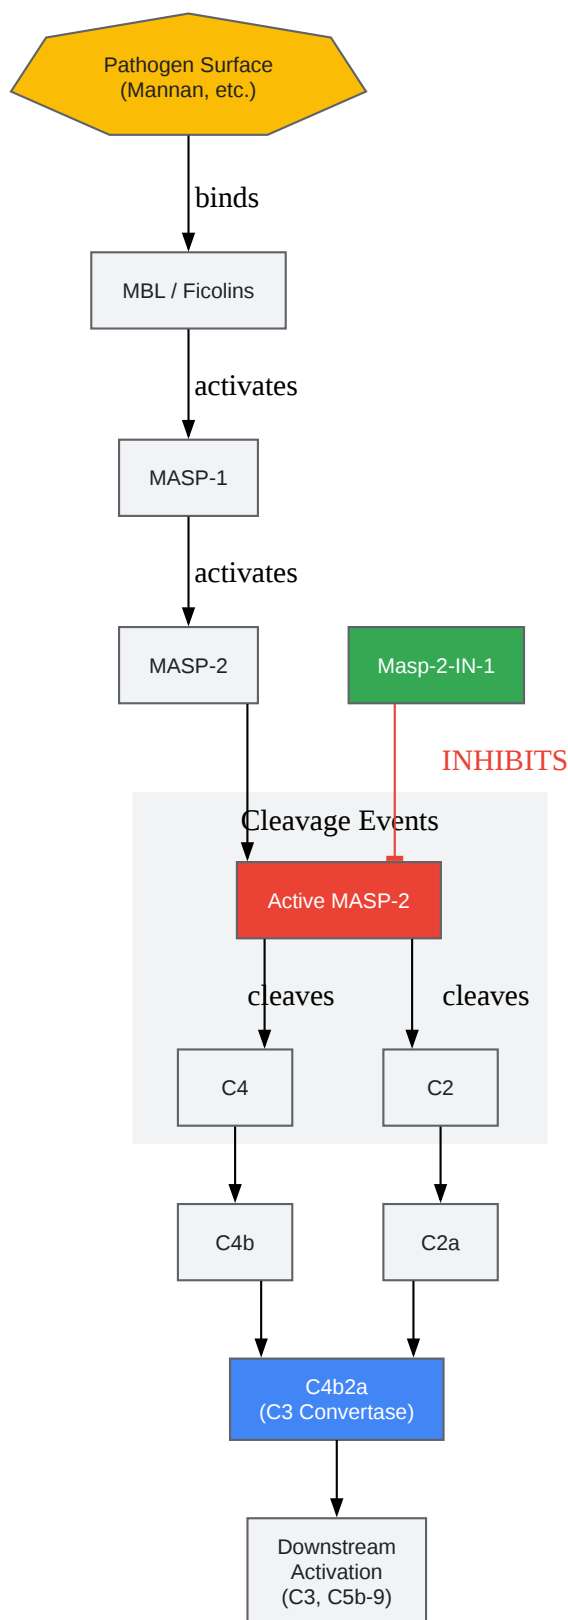 Pathogen Surface
(Mannan, etc.)
binds
MBL / Ficolins
activates
MASP-1
activates
MASP-2
Masp-2-IN-1
INHIBITS
Cleavage Events
Active MASP-2
cleaves
cleaves
C4
C2
C4b
C2a
C4b2a
(C3 Convertase)
Downstream
Activation
(C3, C5b-9)